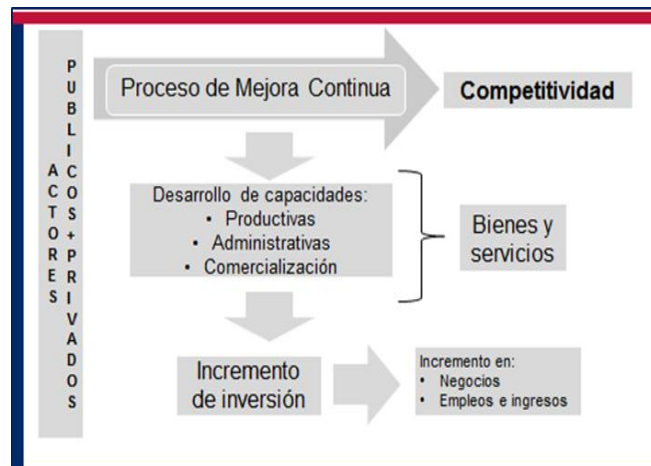 ACTORES
PUBLICOS+PRIVADOS
Proceso de Mejora Continua
Competitividad
Desarrollo de capacidades:
• Productivas
• Administrativas
• Comercialización
Bienes y
servicios
Incremento
de inversión
Incremento en:
• Negocios
• Empleos e ingresos